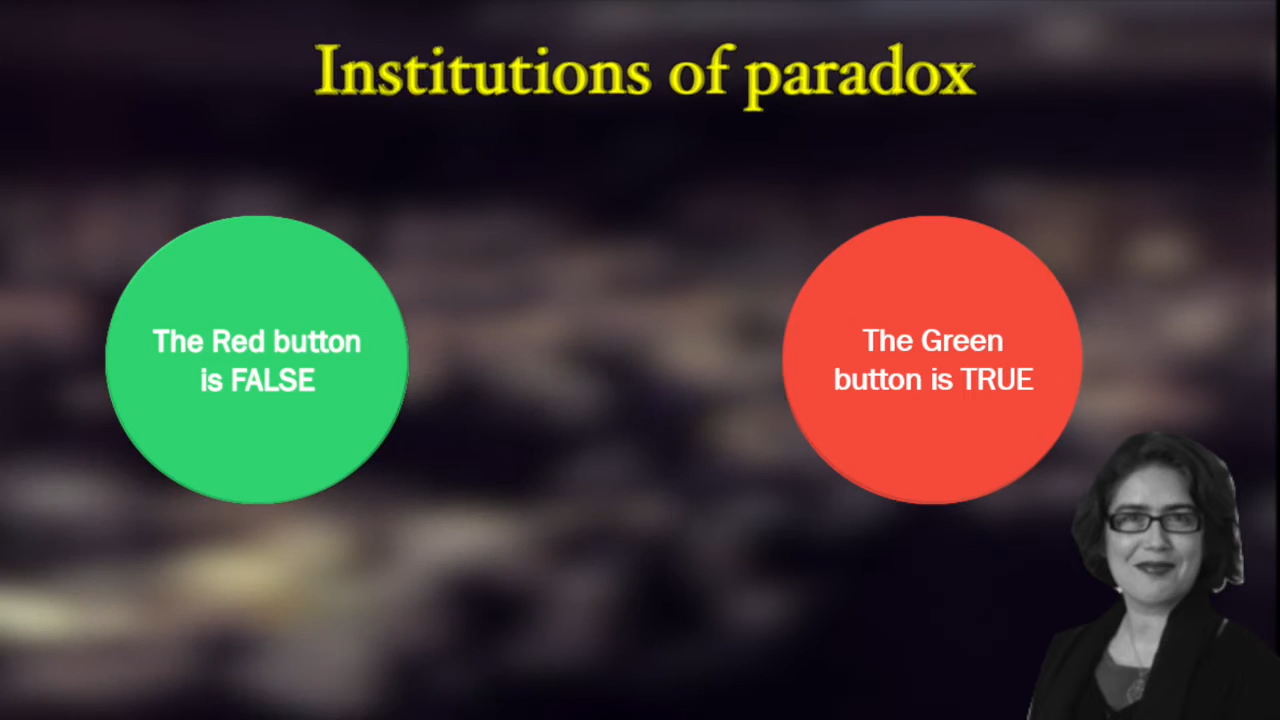 Institutions of paradox
The Red button
is FALSE
The Green
button is TRUE